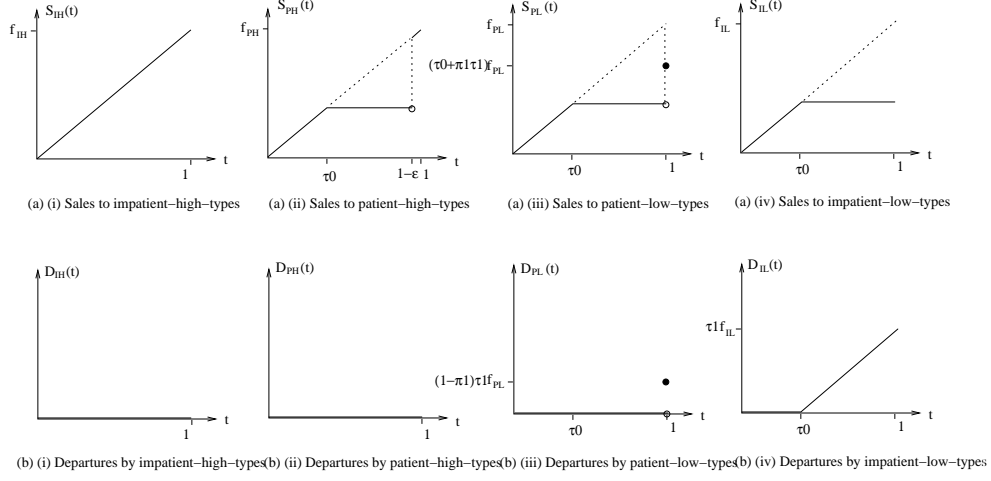 S_IH(t)
f_IH
t
1
(a) (i) Sales to impatient−high−types
S_PH(t)
f_PH
t
τ0
1−ε 1
(a) (ii) Sales to patient−high−types
S_PL(t)
f_PL
(τ0+π1τ1)f_PL
t
τ0
1
(a) (iii) Sales to patient−low−types
S_IL(t)
f_IL
t
τ0
1
(a) (iv) Sales to impatient−low−types
D_IH(t)
t
1
(b) (i) Departures by impatient−high−types
D_PH(t)
t
1
(b) (ii) Departures by patient−high−types
D_PL(t)
(1−π1)τ1f_PL
t
τ0
1
(b) (iii) Departures by patient−low−types
D_IL(t)
τ1f_IL
t
τ0
1
(b) (iv) Departures by impatient−low−types